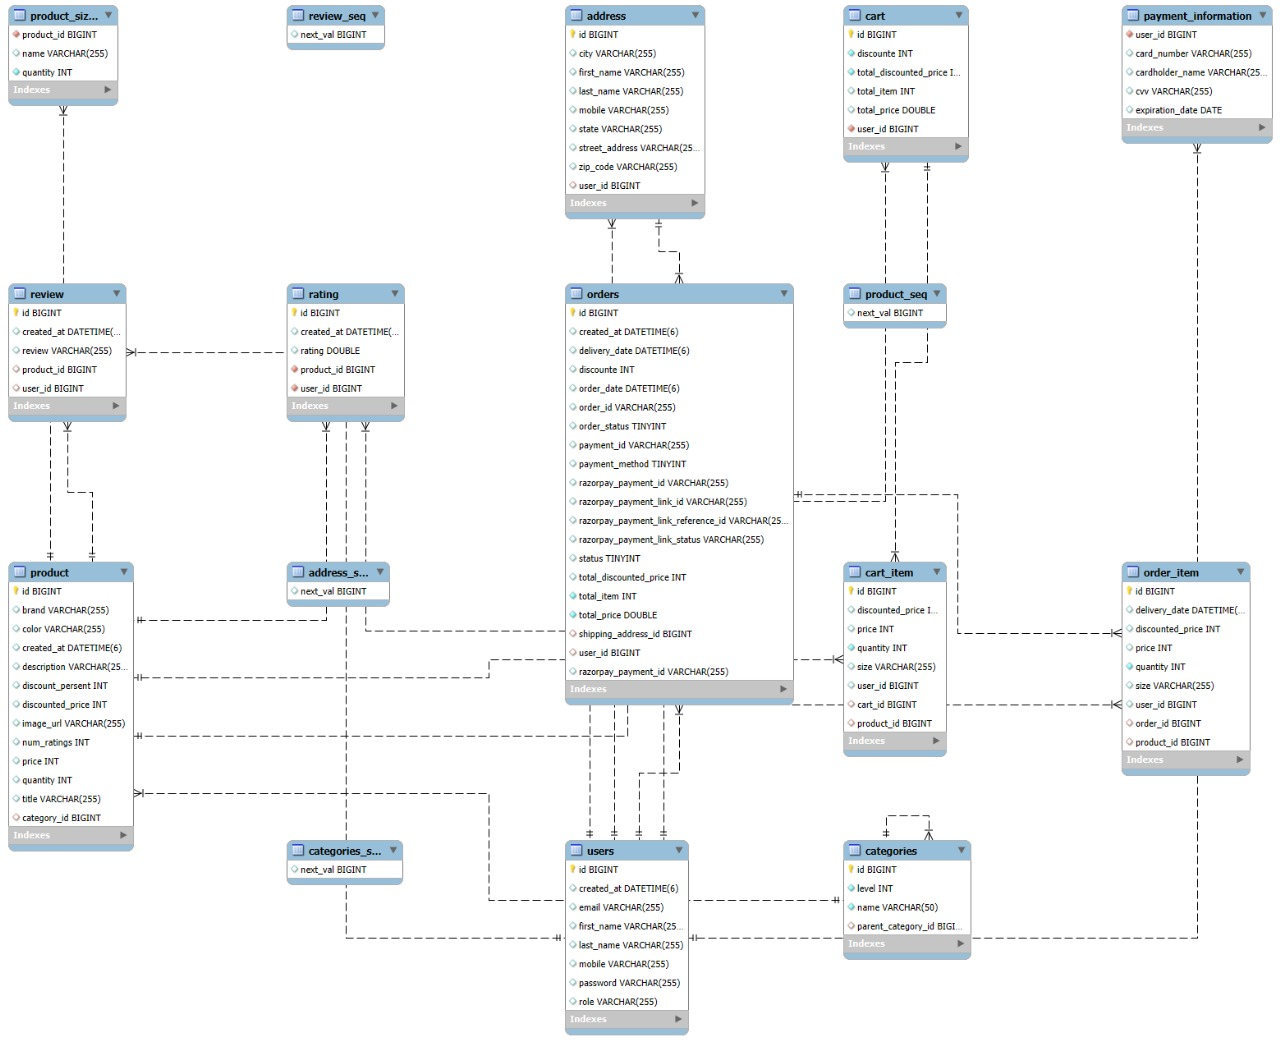 product_siz...
product_id BIGINT
name VARCHAR(255)
quantity INT
Indexes
review_seq
next_val BIGINT
address
id BIGINT
city VARCHAR(255)
first_name VARCHAR(255)
last_name VARCHAR(255)
mobile VARCHAR(255)
state VARCHAR(255)
street_address VARCHAR(25...
zip_code VARCHAR(255)
user_id BIGINT
Indexes
cart
id BIGINT
discounte INT
total_discounted_price I...
total_item INT
total_price DOUBLE
user_id BIGINT
Indexes
payment_information
user_id BIGINT
card_number VARCHAR(255)
cardholder_name VARCHAR(25...
cvv VARCHAR(255)
expiration_date DATE
Indexes
review
id BIGINT
created_at DATETIME(...
review VARCHAR(255)
product_id BIGINT
user_id BIGINT
Indexes
rating
id BIGINT
created_at DATETIME(...
rating DOUBLE
product_id BIGINT
user_id BIGINT
Indexes
orders
id BIGINT
created_at DATETIME(6)
delivery_date DATETIME(6)
discounte INT
order_date DATETIME(6)
order_id VARCHAR(255)
order_status TINYINT
payment_id VARCHAR(255)
payment_method TINYINT
razorpay_payment_id VARCHAR(255)
razorpay_payment_link_id VARCHAR(255)
razorpay_payment_link_reference_id VARCHAR(25...
razorpay_payment_link_status VARCHAR(255)
status TINYINT
total_discounted_price INT
total_item INT
total_price DOUBLE
shipping_address_id BIGINT
user_id BIGINT
razorpay_payment_id VARCHAR(255)
Indexes
product_seq
next_val BIGINT
product
id BIGINT
brand VARCHAR(255)
color VARCHAR(255)
created_at DATETIME(6)
description VARCHAR(25...
discount_persent INT
discounted_price INT
image_url VARCHAR(255)
num_ratings INT
price INT
quantity INT
title VARCHAR(255)
category_id BIGINT
Indexes
address_s...
next_val BIGINT
cart_item
id BIGINT
discounted_price I...
price INT
quantity INT
size VARCHAR(255)
user_id BIGINT
cart_id BIGINT
product_id BIGINT
Indexes
order_item
id BIGINT
delivery_date DATETIME(...
discounted_price INT
price INT
quantity INT
size VARCHAR(255)
user_id BIGINT
order_id BIGINT
product_id BIGINT
Indexes
categories_s...
next_val BIGINT
users
id BIGINT
created_at DATETIME(6)
email VARCHAR(255)
first_name VARCHAR(25...
last_name VARCHAR(255)
mobile VARCHAR(255)
password VARCHAR(255)
role VARCHAR(255)
Indexes
categories
id BIGINT
level INT
name VARCHAR(50)
parent_category_id BIGI...
Indexes